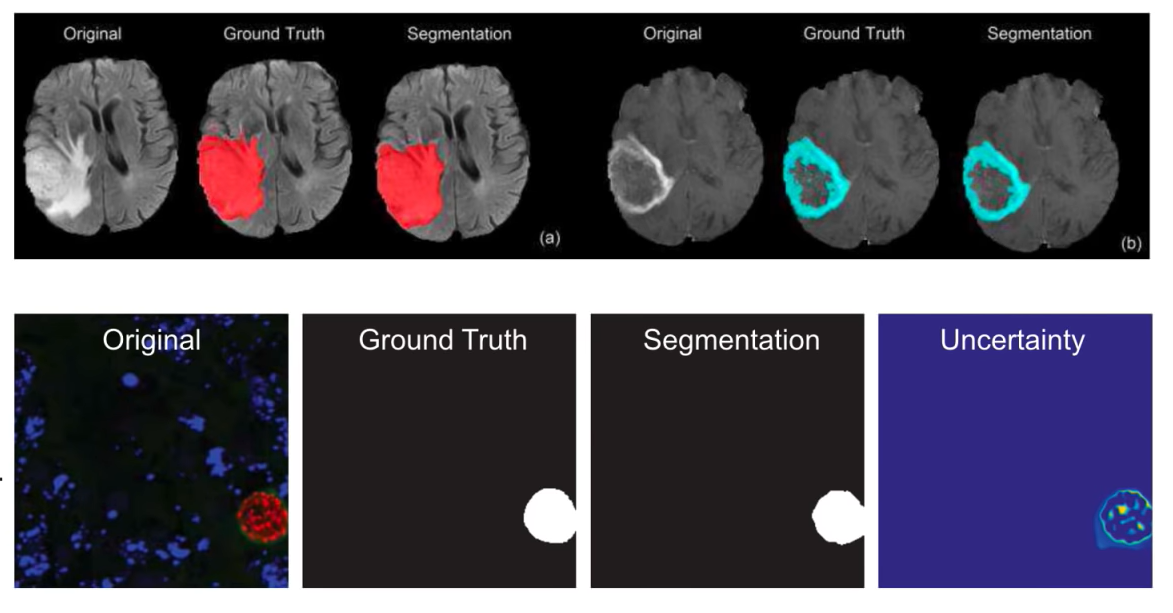 Original Ground Truth Segmentation Original Ground Truth Segmentation
(a) (b)
Original Ground Truth Segmentation Uncertainty